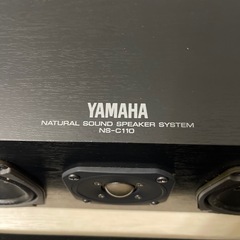 YAMAHA
NATURAL SOUND SPEAKER SYSTEM
NS-C110